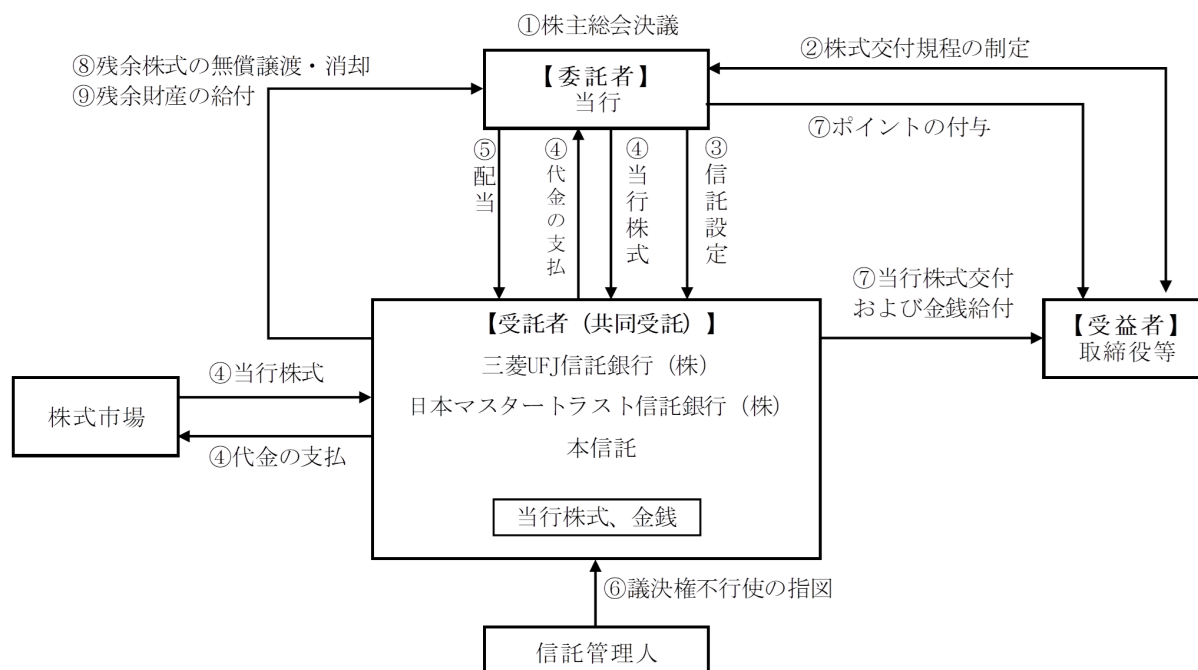 ①株主総会決議
②株式交付規程の制定
⑧残余株式の無償譲渡・消却
⑨残余財産の給付
【委託者】
当行
⑦ポイントの付与
⑤配当
④代金の支払
④当行株式
③信託設定
⑦当行株式交付
および金銭給付
【受託者（共同受託）】
三菱UFJ信託銀行（株）
日本マスタートラスト信託銀行（株）
本信託
当行株式、金銭
【受益者】
取締役等
④当行株式
株式市場
④代金の支払
⑥議決権不行使の指図
信託管理人